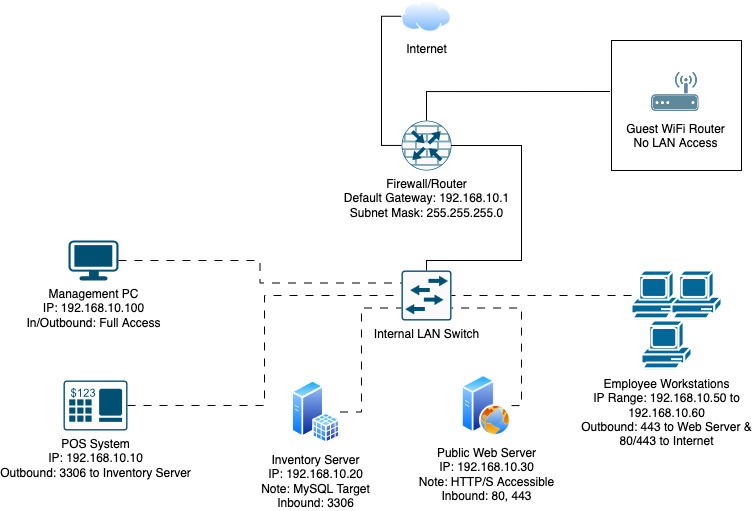 Internet
Guest WiFi Router
No LAN Access
Firewall/Router
Default Gateway: 192.168.10.1
Subnet Mask: 255.255.255.0
Management PC
IP: 192.168.10.100
In/Outbound: Full Access
Internal LAN Switch
$123
POS System
IP: 192.168.10.10
Outbound: 3306 to Inventory Server
Inventory Server
IP: 192.168.10.20
Note: MySQL Target
Inbound: 3306
Public Web Server
IP: 192.168.10.30
Note: HTTP/S Accessible
Inbound: 80, 443
Employee Workstations
IP Range: 192.168.10.50 to
192.168.10.60
Outbound: 443 to Web Server &
80/443 to Internet